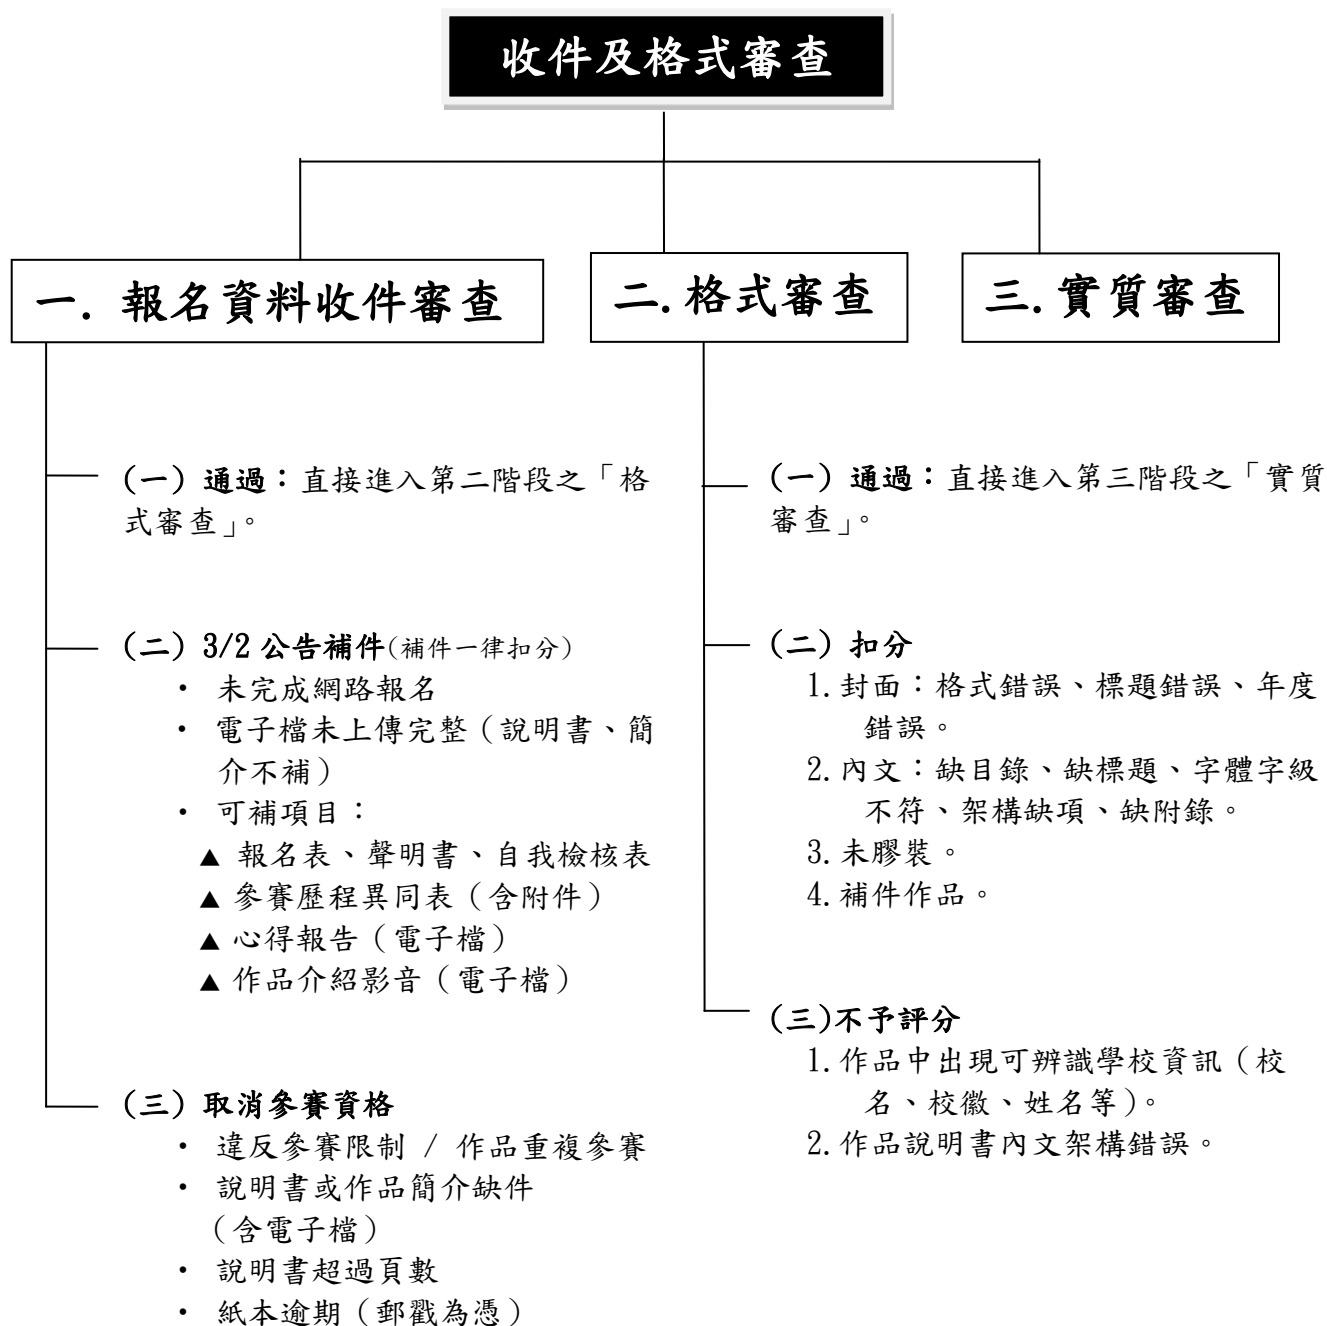 收件及格式審查
一. 報名資料收件審查
二.格式審查
三.實質審查
(一) 通過：直接進入第二階段之「格
式審查」。
(二) 3/2 公告補件(補件一律扣分)
• 未完成網路報名
• 電子檔未上傳完整（說明書、簡
介不補）
• 可補項目：
▲ 報名表、聲明書、自我檢核表
▲ 參賽歷程異同表（含附件）
▲ 心得報告（電子檔）
▲ 作品介紹影音（電子檔）
(三) 取消參賽資格
• 違反參賽限制 / 作品重複參賽
• 說明書或作品簡介缺件
（含電子檔）
• 說明書超過頁數
• 紙本逾期（郵戳為憑）
(一) 通過：直接進入第三階段之「實質
審查」。
(二) 扣分
1.封面：格式錯誤、標題錯誤、年度
錯誤。
2.內文：缺目錄、缺標題、字體字級
不符、架構缺項、缺附錄。
3.未膠裝。
4.補件作品。
(三)不予評分
1.作品中出現可辨識學校資訊（校
名、校徽、姓名等）。
2.作品說明書內文架構錯誤。